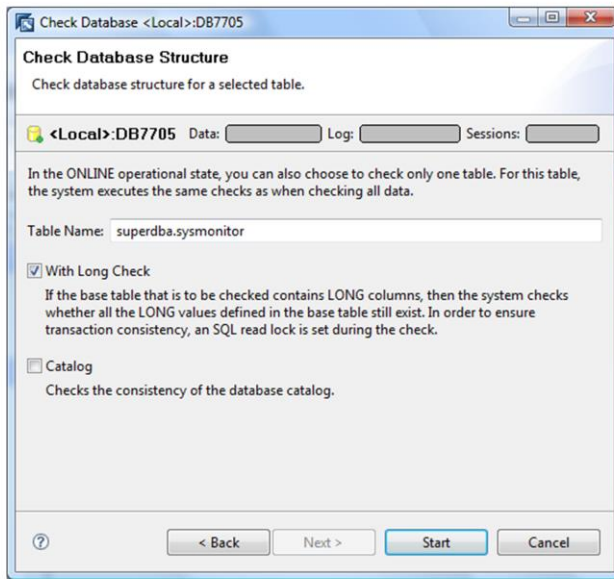 Check Database <Local>:DB7705
Check Database Structure
Check database structure for a selected table.
<Local>:DB7705 Data: Log: Sessions:
In the ONLINE operational state, you can also choose to check only one table. For this table,
the system executes the same checks as when checking all data.
Table Name: superdba.sysmonitor
With Long Check
If the base table that is to be checked contains LONG columns, then the system checks
whether all the LONG values defined in the base table still exist. In order to ensure
transaction consistency, an SQL read lock is set during the check.
Catalog
Checks the consistency of the database catalog.
< Back Next > Start Cancel